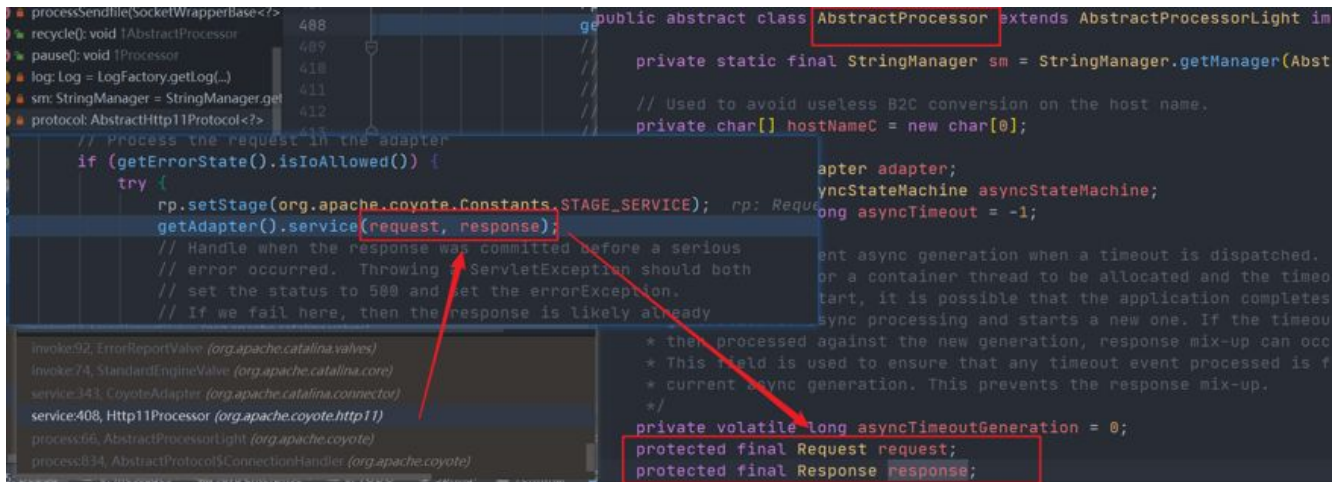 processSendfile(SocketWrapperBase<?>
recycle(): void ↑AbstractProcessor
pause(): void ↑Processor
log: Log = LogFactory.getLog(...)
sm: StringManager = StringManager.get
protocol: AbstractHttp11Protocol<?>
408
409
410
411
412
413
ge
//
//
//
//
// Process the request in the adapter
if (getErrorState().isIoAllowed()) {
try {
rp.setStage(org.apache.coyote.Constants.STAGE_SERVICE); rp: Reque
getAdapter().service(request, response);
// Handle when the response was committed before a serious
// error occurred. Throwing a ServletException should both
// set the status to 500 and set the errorException.
// If we fail here, then the response is likely already
invoke:92, ErrorReportValve (org.apache.catalina.valves)
invoke:74, StandardEngineValve (org.apache.catalina.core)
service:343, CoyoteAdapter (org.apache.catalina.connector)
service:408, Http11Processor (org.apache.coyote.http11)
process:66, AbstractProcessorLight (org.apache.coyote)
process:834, AbstractProtocol$ConnectionHandler (org.apache.coyote)
public abstract class AbstractProcessor extends AbstractProcessorLight im
private static final StringManager sm = StringManager.getManager(Abst
// Used to avoid useless B2C conversion on the host name.
private char[] hostNameC = new char[0];
apter adapter;
yncStateMachine asyncStateMachine;
ong asyncTimeout = -1;
ent async generation when a timeout is dispatched.
or a container thread to be allocated and the timeo
tart, it is possible that the application completes
sync processing and starts a new one. If the timeou
* then processed against the new generation, response mix-up can occ
* This field is used to ensure that any timeout event processed is f
* current async generation. This prevents the response mix-up.
*/
private volatile long asyncTimeoutGeneration = 0;
protected final Request request;
protected final Response response;